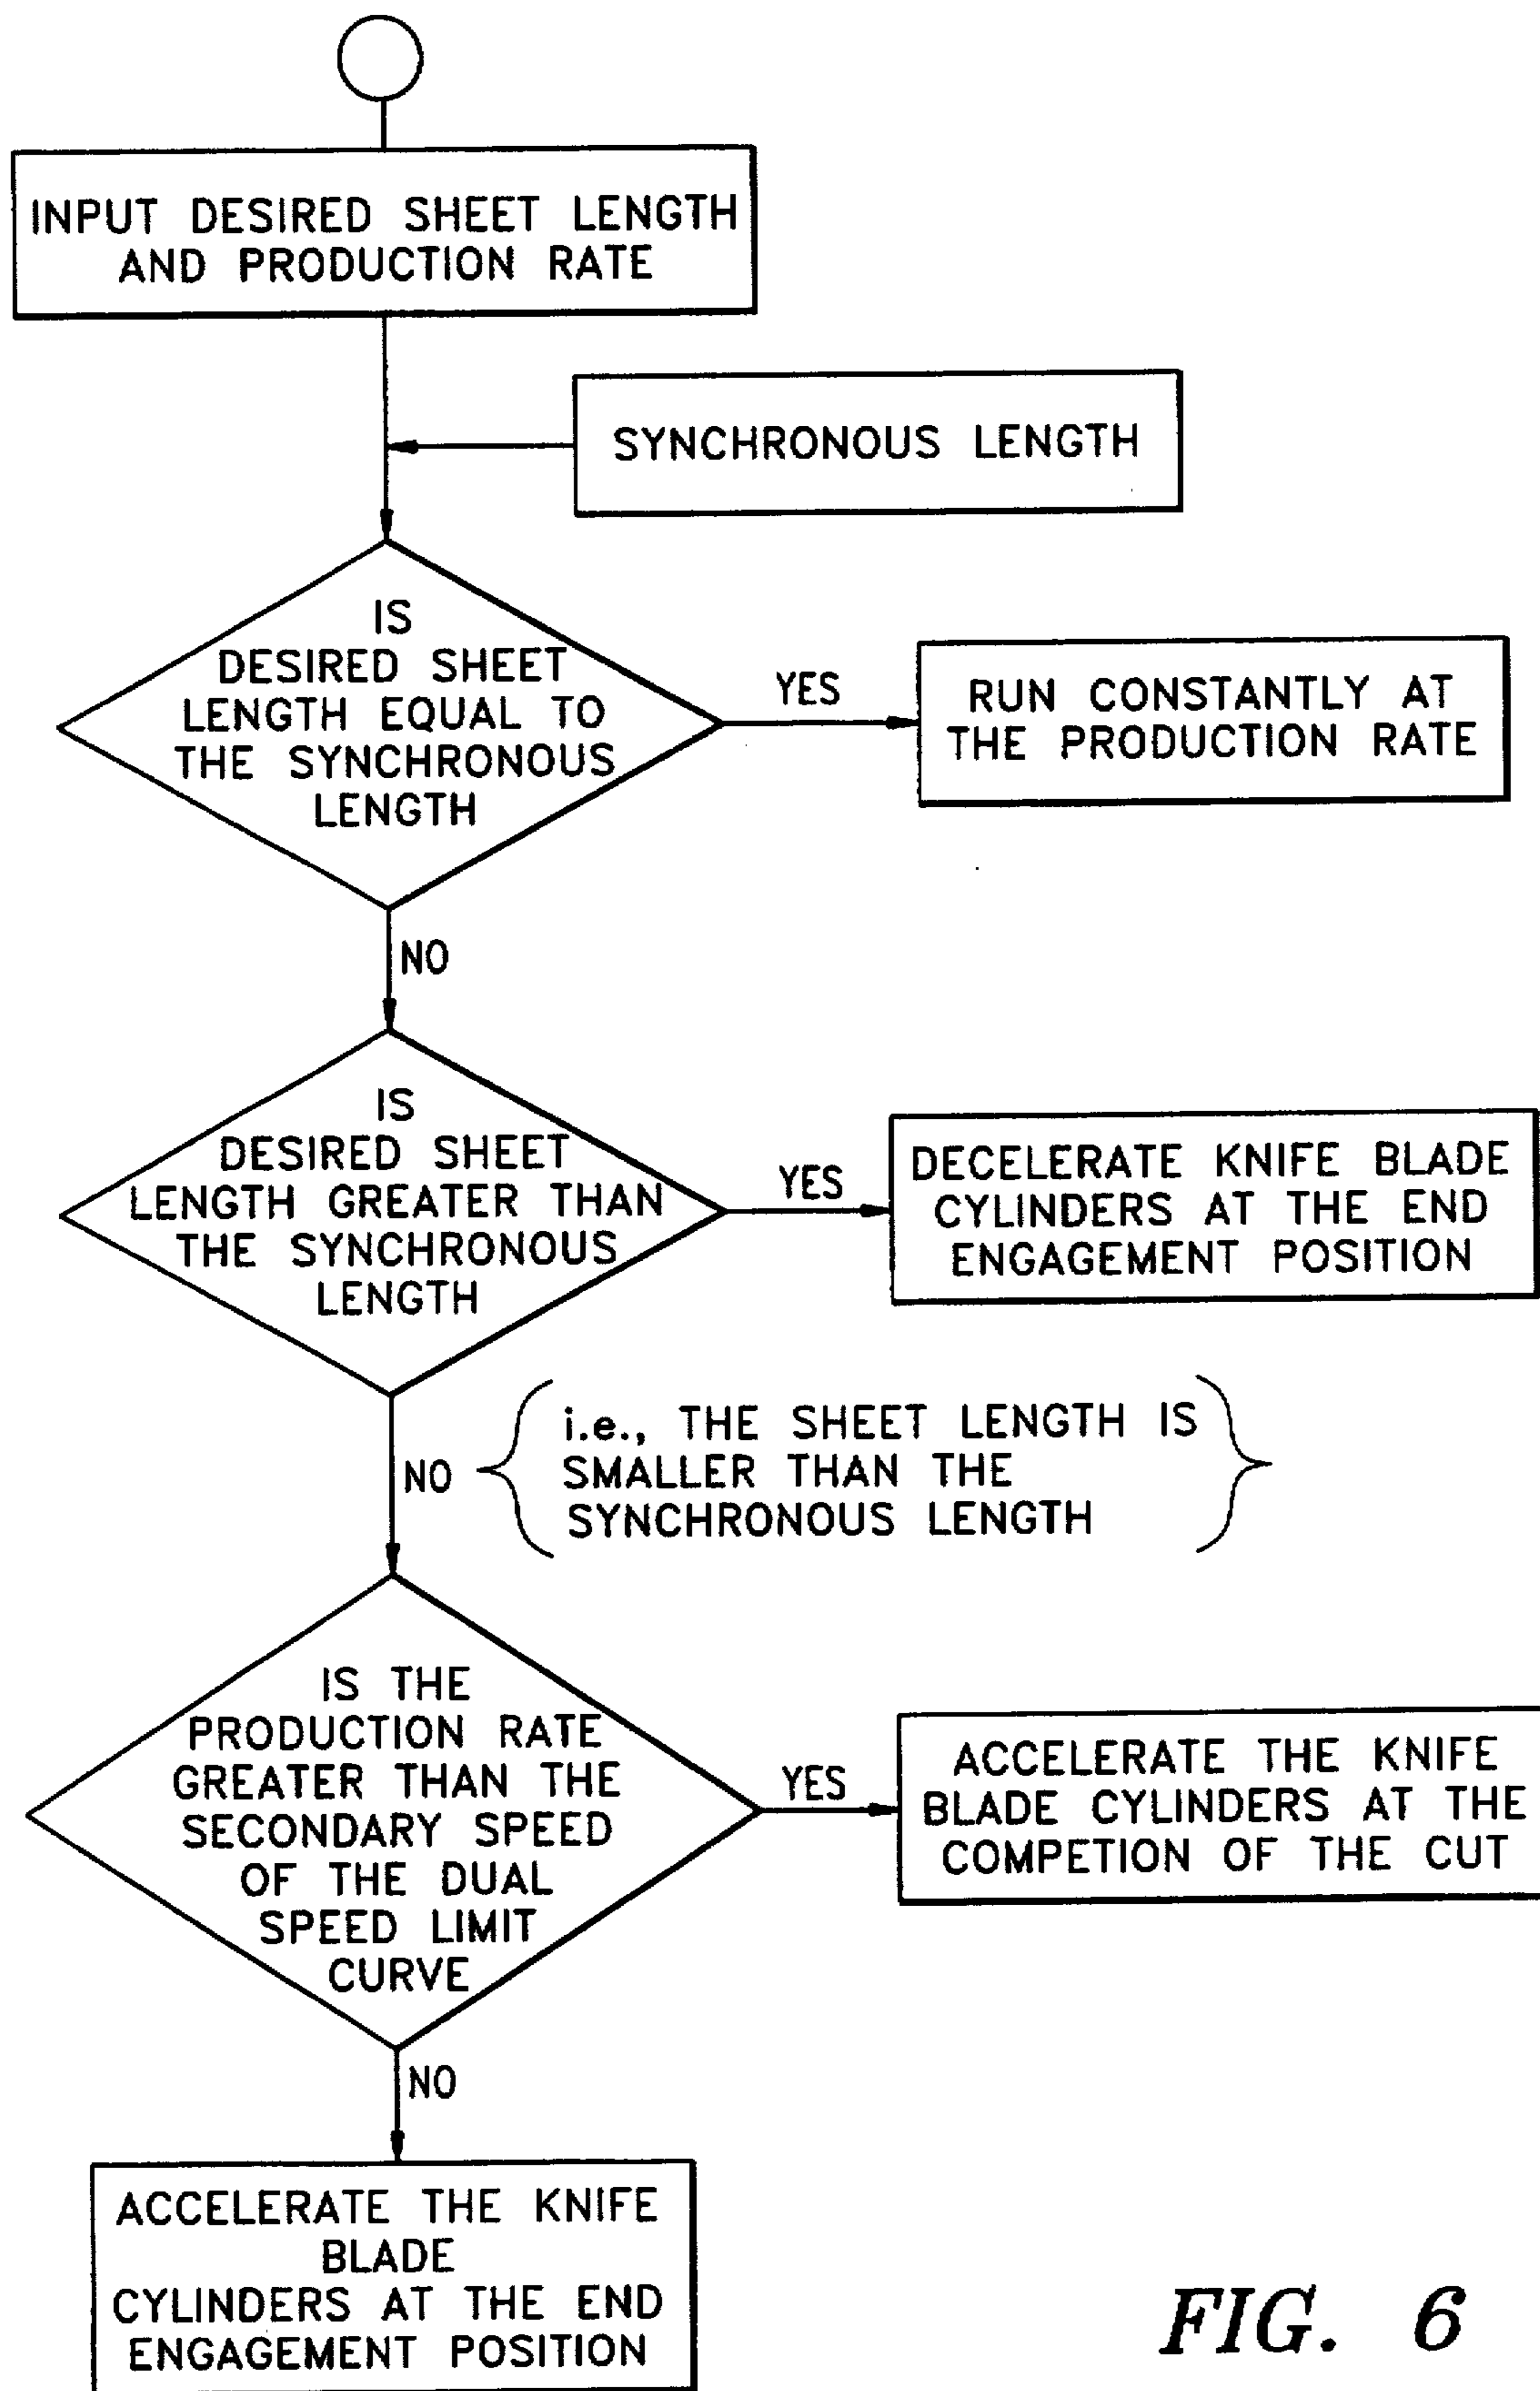 INPUT DESIRED SHEET LENGTH
AND PRODUCTION RATE
SYNCHRONOUS LENGTH
IS
DESIRED SHEET
LENGTH EQUAL TO
THE SYNCHRONOUS
LENGTH
YES
RUN CONSTANTLY AT
THE PRODUCTION RATE
NO
IS
DESIRED SHEET
LENGTH GREATER THAN
THE SYNCHRONOUS
LENGTH
YES
DECELERATE KNIFE BLADE
CYLINDERS AT THE END
ENGAGEMENT POSITION
NO
i.e., THE SHEET LENGTH IS
SMALLER THAN THE
SYNCHRONOUS LENGTH
IS THE
PRODUCTION RATE
GREATER THAN THE
SECONDARY SPEED
OF THE DUAL
SPEED LIMIT
CURVE
YES
ACCELERATE THE KNIFE
BLADE CYLINDERS AT THE
COMPETION OF THE CUT
NO
ACCELERATE THE KNIFE
BLADE
CYLINDERS AT THE END
ENGAGEMENT POSITION
FIG. 6